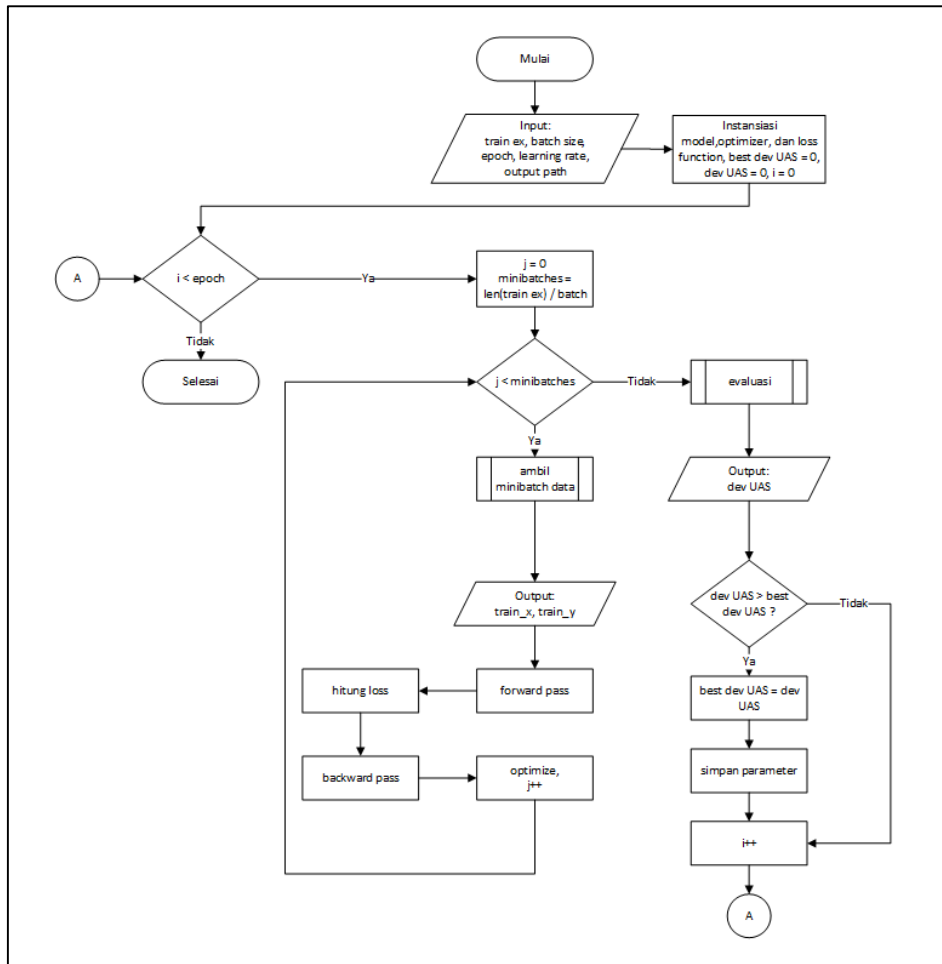 Mulai
Input:
train ex, batch size,
epoch, learning rate,
output path
Instansiasi
model,optimizer, dan loss
function, best dev UAS = 0,
dev UAS = 0, i = 0
A
i < epoch
Ya
j = 0
minibatches =
len(train ex) / batch
Tidak
Selesai
j < minibatches
Tidak
evaluasi
Ya
ambil
minibatch data
Output:
dev UAS
Output:
train_x, train_y
dev UAS > best
dev UAS ?
Tidak
Ya
hitung loss
forward pass
best dev UAS = dev
UAS
backward pass
optimize,
j++
simpan parameter
i++
A